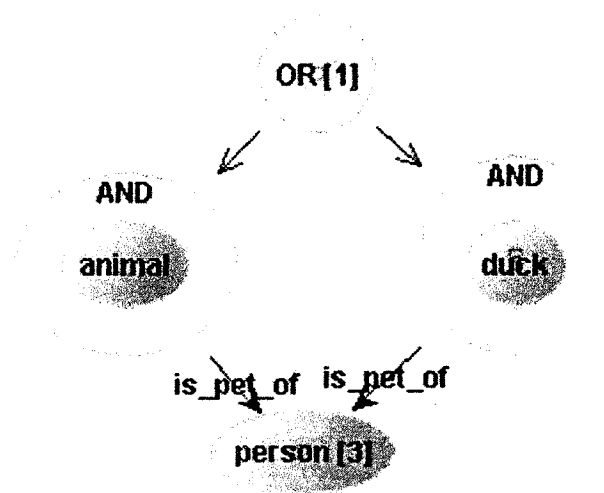 OR [1]
AND
AND
animal
duck
is_pet_of
is_pet_of
person [3]